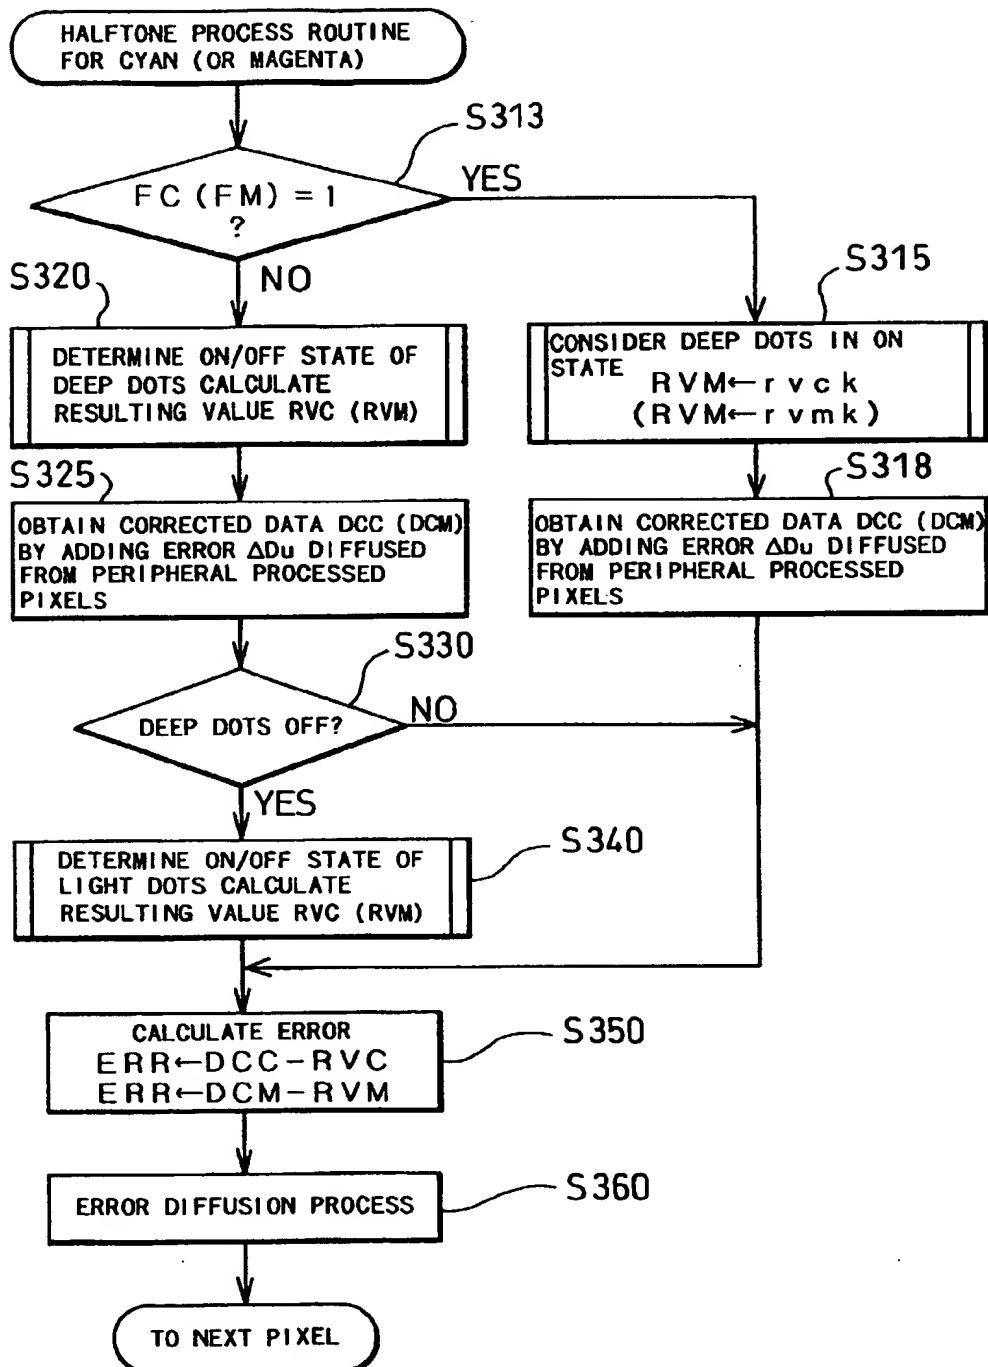 HALFTONE PROCESS ROUTINE
FOR CYAN (OR MAGENTA)
S313
FC (FM) = 1
?
YES
NO
S320
DETERMINE ON/OFF STATE OF
DEEP DOTS CALCULATE
RESULTING VALUE RVC (RVM)
S315
CONSIDER DEEP DOTS IN ON
STATE
RVM←rvck
(RVM←rvmk)
S325
OBTAIN CORRECTED DATA DCC (DCM)
BY ADDING ERROR ΔDu DIFFUSED
FROM PERIPHERAL PROCESSED
PIXELS
S318
OBTAIN CORRECTED DATA DCC (DCM)
BY ADDING ERROR ΔDu DIFFUSED
FROM PERIPHERAL PROCESSED
PIXELS
S330
DEEP DOTS OFF?
NO
YES
S340
DETERMINE ON/OFF STATE OF
LIGHT DOTS CALCULATE
RESULTING VALUE RVC (RVM)
CALCULATE ERROR
ERR←DCC-RVC
ERR←DCM-RVM
S350
ERROR DIFFUSION PROCESS
S360
TO NEXT PIXEL